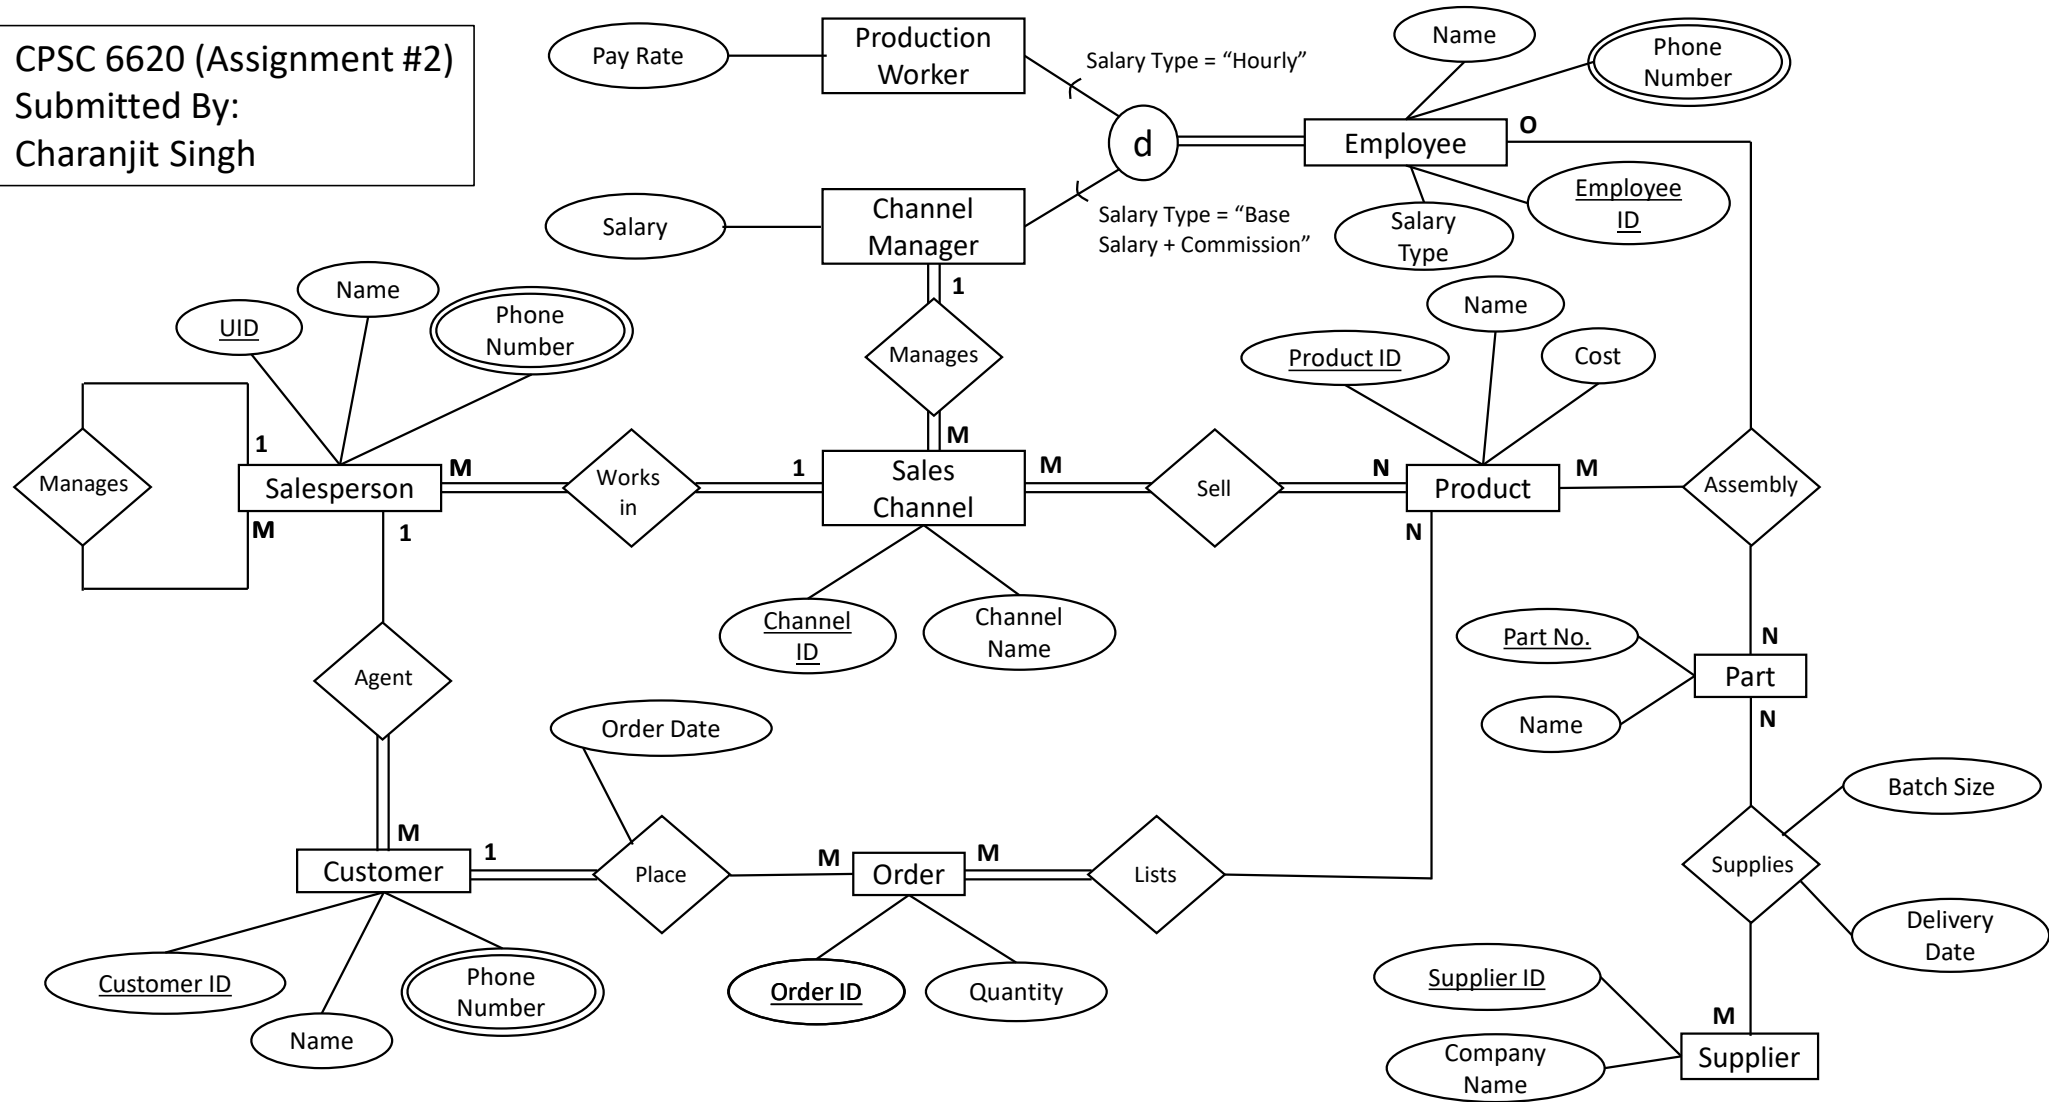 CPSC 6620 (Assignment #2)
Submitted By:
Charanjit Singh
Pay Rate
Production
Worker
Salary Type = “Hourly”
Name
Phone
Number
d
Employee
O
Salary
Channel
Manager
Salary Type = “Base
Salary + Commission”
Salary
Type
Employee
ID
1
UID
Name
Phone
Number
Manages
Product ID
Name
Cost
Manages
1
Salesperson
M
M
Works
in
1
M
Sales
Channel
M
Sell
N
Product
M
Assembly
1
N
Channel
ID
Channel
Name
Agent
Part No.
N
Part
Name
N
Order Date
Batch Size
M
Customer
1
Place
M
Order
M
Lists
Supplies
Delivery
Date
Customer ID
Name
Phone
Number
Order ID
Quantity
Supplier ID
M
Company
Name
Supplier